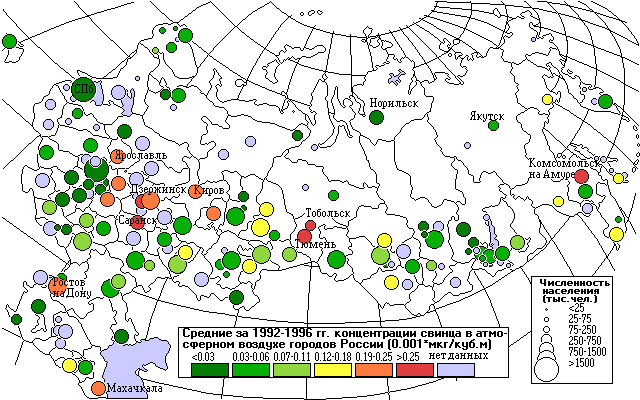 СПб
Норильск
Якутск
Ярославль
Комсомольск
на Амуре
Дзержинск
Киров
Саранск
Тобольск
Тюмень
Ростов
на Дону
Махачкала
Численность
населения
(тыс.чел.)
<25
25-75
75-250
250-750
750-1500
>1500
Средние за 1992-1996 гг. концентрации свинца в атмо-
сферном воздухе городов России (0.001*мкг/куб.м)
<0.03 0.03-0.06 0.07-0.11 0.12-0.18 0.19-0.25 >0.25 нет данных